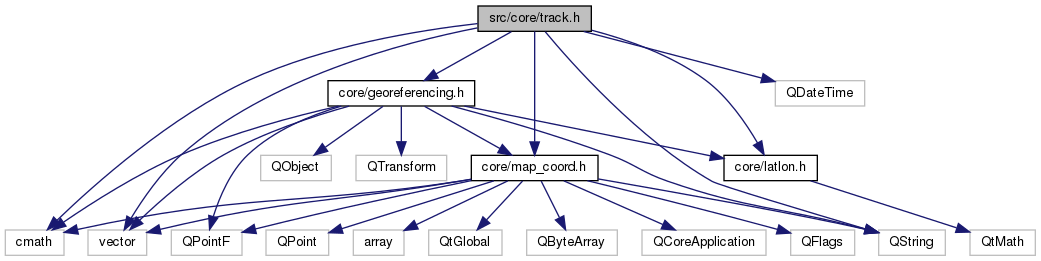 src/core/track.h
core/georeferencing.h
QDateTime
QObject
QTransform
core/map_coord.h
core/latlon.h
cmath
vector
QPointF
QPoint
array
QtGlobal
QByteArray
QCoreApplication
QFlags
QString
QtMath